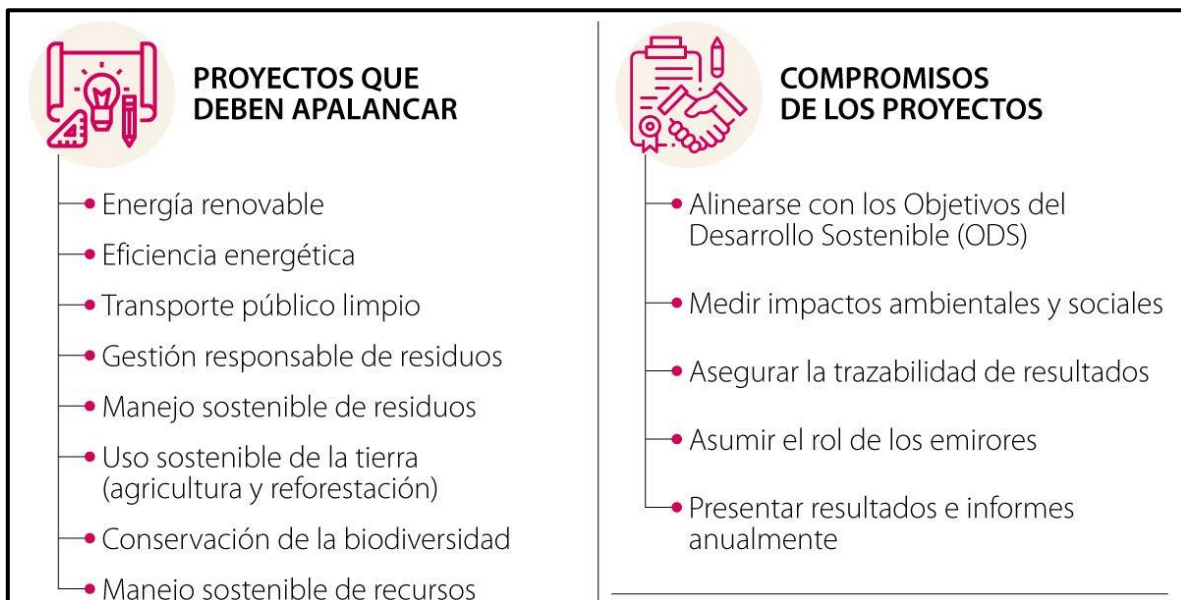 PROYECTOS QUE
DEBEN APALANCAR
Energía renovable
Eficiencia energética
Transporte público limpio
Gestión responsable de residuos
Manejo sostenible de residuos
Uso sostenible de la tierra
(agricultura y reforestación)
Conservación de la biodiversidad
Manejo sostenible de recursos
COMPROMISOS
DE LOS PROYECTOS
Alinearse con los Objetivos del
Desarrollo Sostenible (ODS)
Medir impactos ambientales y sociales
Asegurar la trazabilidad de resultados
Asumir el rol de los emirores
Presentar resultados e informes
anualmente